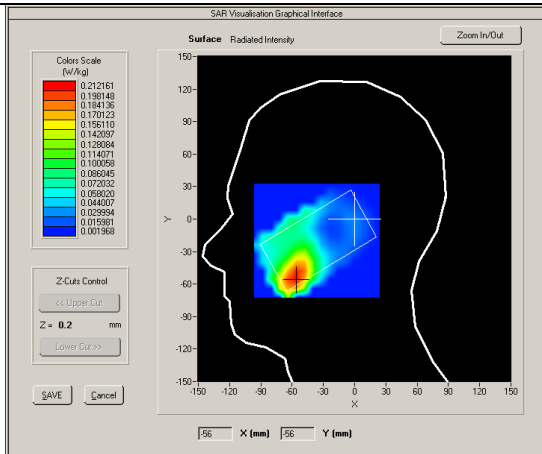 SAR Visualisation Graphical Interface
Surface Radiated Intensity
Zoom In/Out
Colors Scale
(W/kg)
0.212161
0.198148
0.184136
0.170123
0.156110
0.142097
0.128084
0.114071
0.100058
0.086045
0.072032
0.058020
0.044007
0.029994
0.015981
0.001968
Z-Cuts Control
<< Upper Cut
Z = 0.2 mm
Lower Cut >>
SAVE Cancel
150
120
90
60
30
0
-30
-60
-90
-120
-150
Y
-150 -120 -90 -60 -30 0 30 60 90 120 150
X
-56 X (mm) -56 Y (mm)